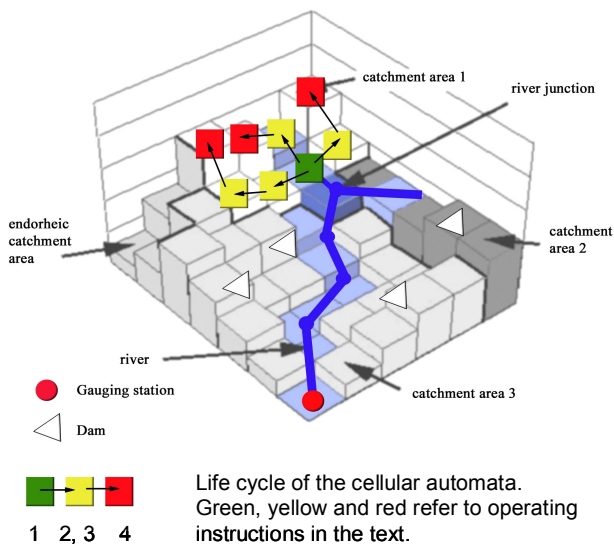 catchment area 1
river junction
endorheic
catchment
area
catchment
area 2
river
catchment area 3
Gauging station
Dam
Life cycle of the cellular automata.
Green, yellow and red refer to operating
1 2, 3 4 instructions in the text.